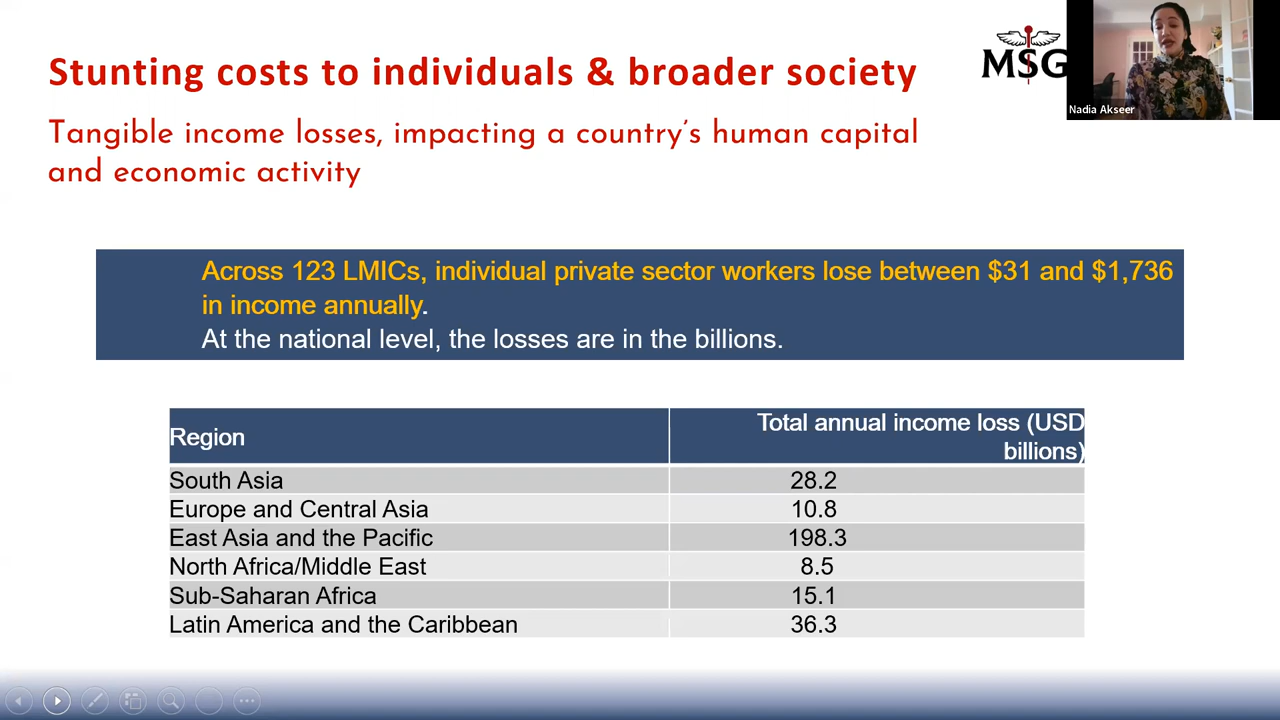 Stunting costs to individuals & broader society
MSG
Nadia Akseer
Tangible income losses, impacting a country's human capital
and economic activity
Across 123 LMICs, individual private sector workers lose between $31 and $1,736
in income annually.
At the national level, the losses are in the billions.
Region
Total annual income loss (USD
billions)
South Asia 28.2
Europe and Central Asia 10.8
East Asia and the Pacific 198.3
North Africa/Middle East 8.5
Sub-Saharan Africa 15.1
Latin America and the Caribbean 36.3